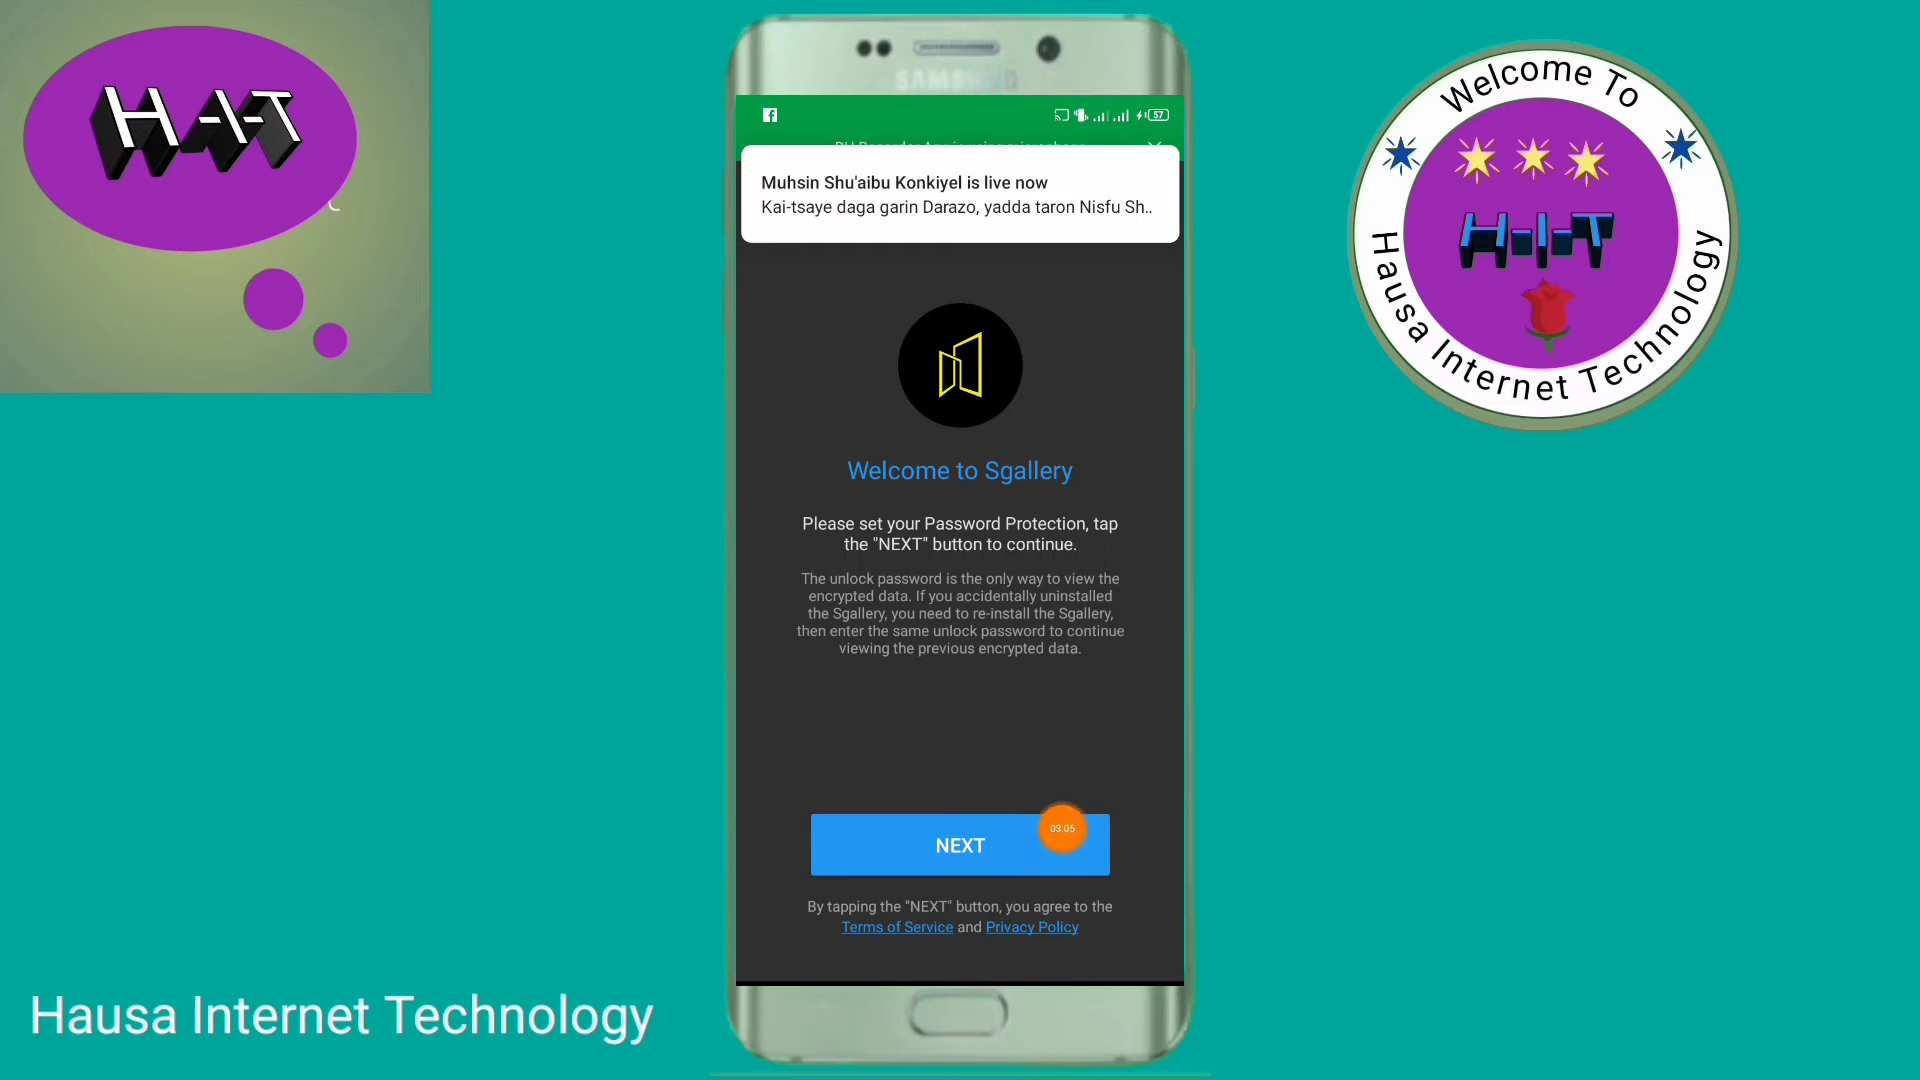 H-I-T
SAMSUNG
57
Muhsin Shu'aibu Konkiyel is live now
Kai-tsaye daga garin Darazo, yadda taron Nisfu Sh..
Welcome to Sgallery
Please set your Password Protection, tap
the "NEXT" button to continue.
The unlock password is the only way to view the
encrypted data. If you accidentally uninstalled
the Sgallery, you need to re-install the Sgallery,
then enter the same unlock password to continue
viewing the previous encrypted data.
NEXT
03:05
By tapping the "NEXT" button, you agree to the
Terms of Service and Privacy Policy
Welcome To
H-I-T
Hausa Internet Technology
Hausa Internet Technology